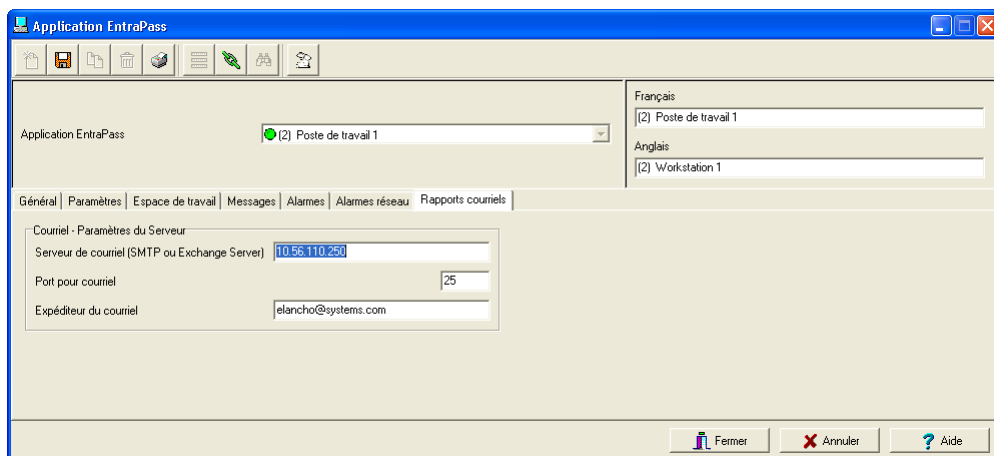 Application EntraPass
Français
(2) Poste de travail 1
Application EntraPass
(2) Poste de travail 1
Anglais
(2) Workstation 1
Général
Paramètres
Espace de travail
Messages
Alarmes
Alarmes réseau
Rapports courriels
Courriel - Paramètres du Serveur
Serveur de courriel (SMTP ou Exchange Server)
10.56.110.250
Port pour courriel
25
Expéditeur du courriel
elancho@systems.com
Fermer
Annuler
Aide